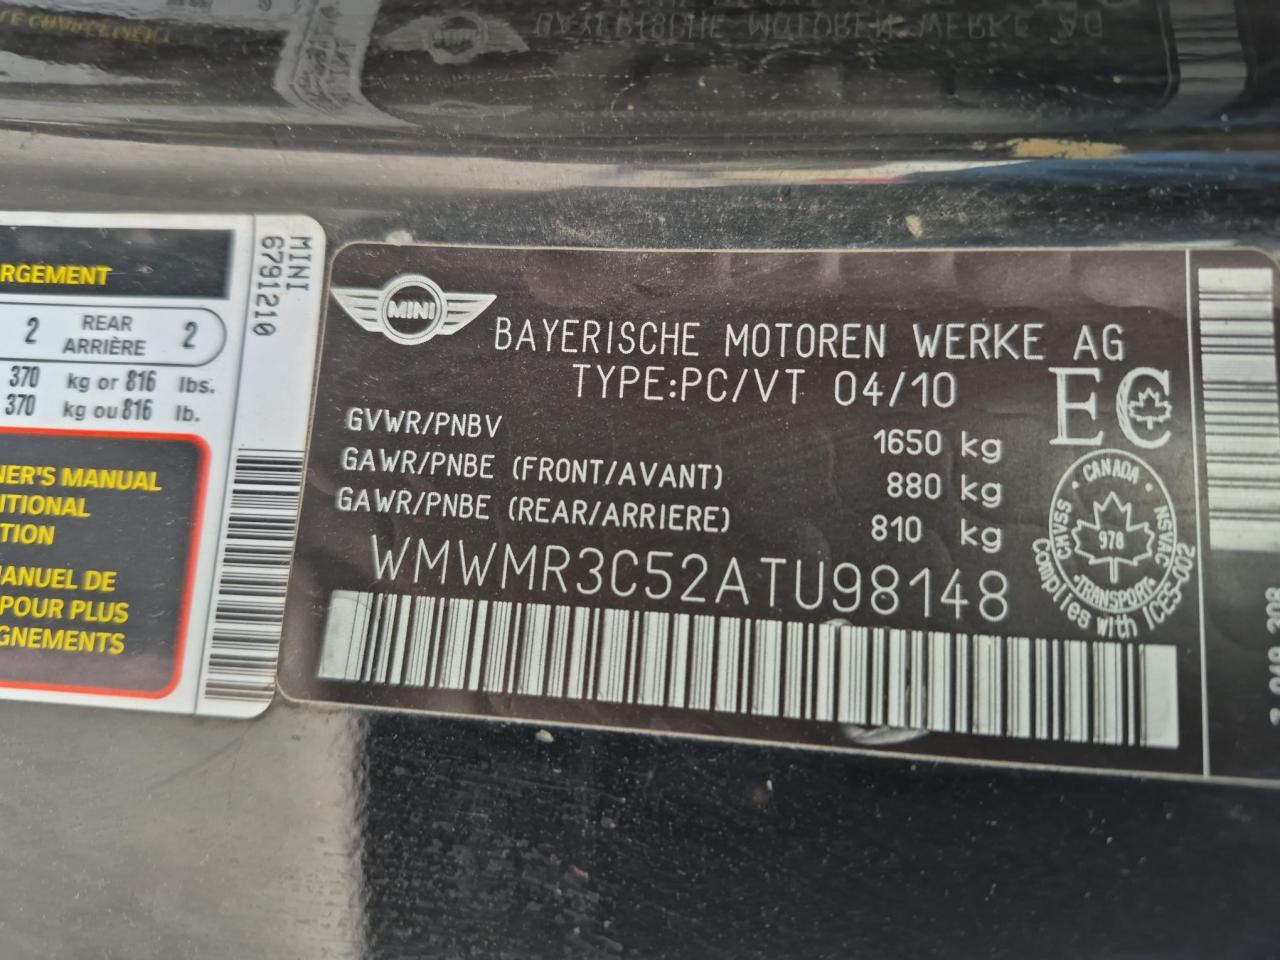 RGEMENT
2 REAR ARRIÈRE 2
370 kg or 816 lbs.
370 kg ou 816 lb.
NER'S MANUAL
ITIONAL
TION
MANUEL DE
POUR PLUS
GNEMENTS
MINI
6791210
MINI
BAYERISCHE MOTOREN WERKE AG
TYPE:PC/VT 04/10
GVWR/PNBV 1650 kg
GAWR/PNBE (FRONT/AVANT) 880 kg
GAWR/PNBE (REAR/ARRIERE) 810 kg
WMWMR3C52ATU98148
EC
CANADA
CMVSS NSVAC
978
TRANSPORT
Complies with ICES-002